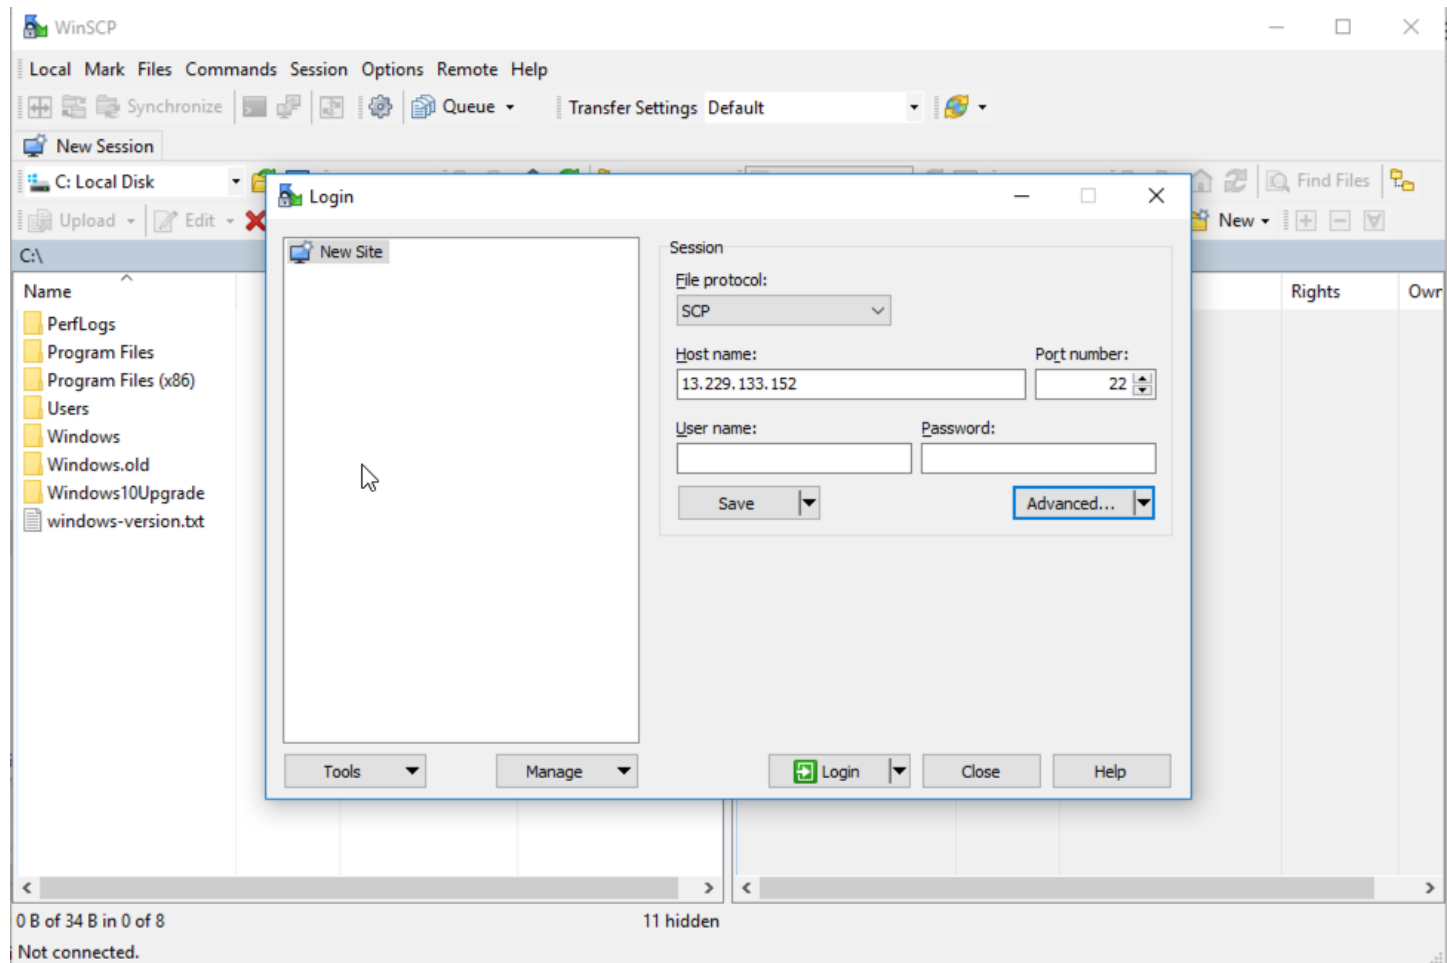 WinSCP
Local Mark Files Commands Session Options Remote Help
Synchronize Queue Transfer Settings Default
New Session
C: Local Disk Find Files
Upload Edit New
C:\
Name Rights Owr
PerfLogs
Program Files
Program Files (x86)
Users
Windows
Windows.old
Windows10Upgrade
windows-version.txt
Login
New Site
Session
File protocol:
SCP
Host name: Port number:
13.229.133.152 22
User name: Password:
Save Advanced...
Tools Manage Login Close Help
0 B of 34 B in 0 of 8 11 hidden
Not connected.